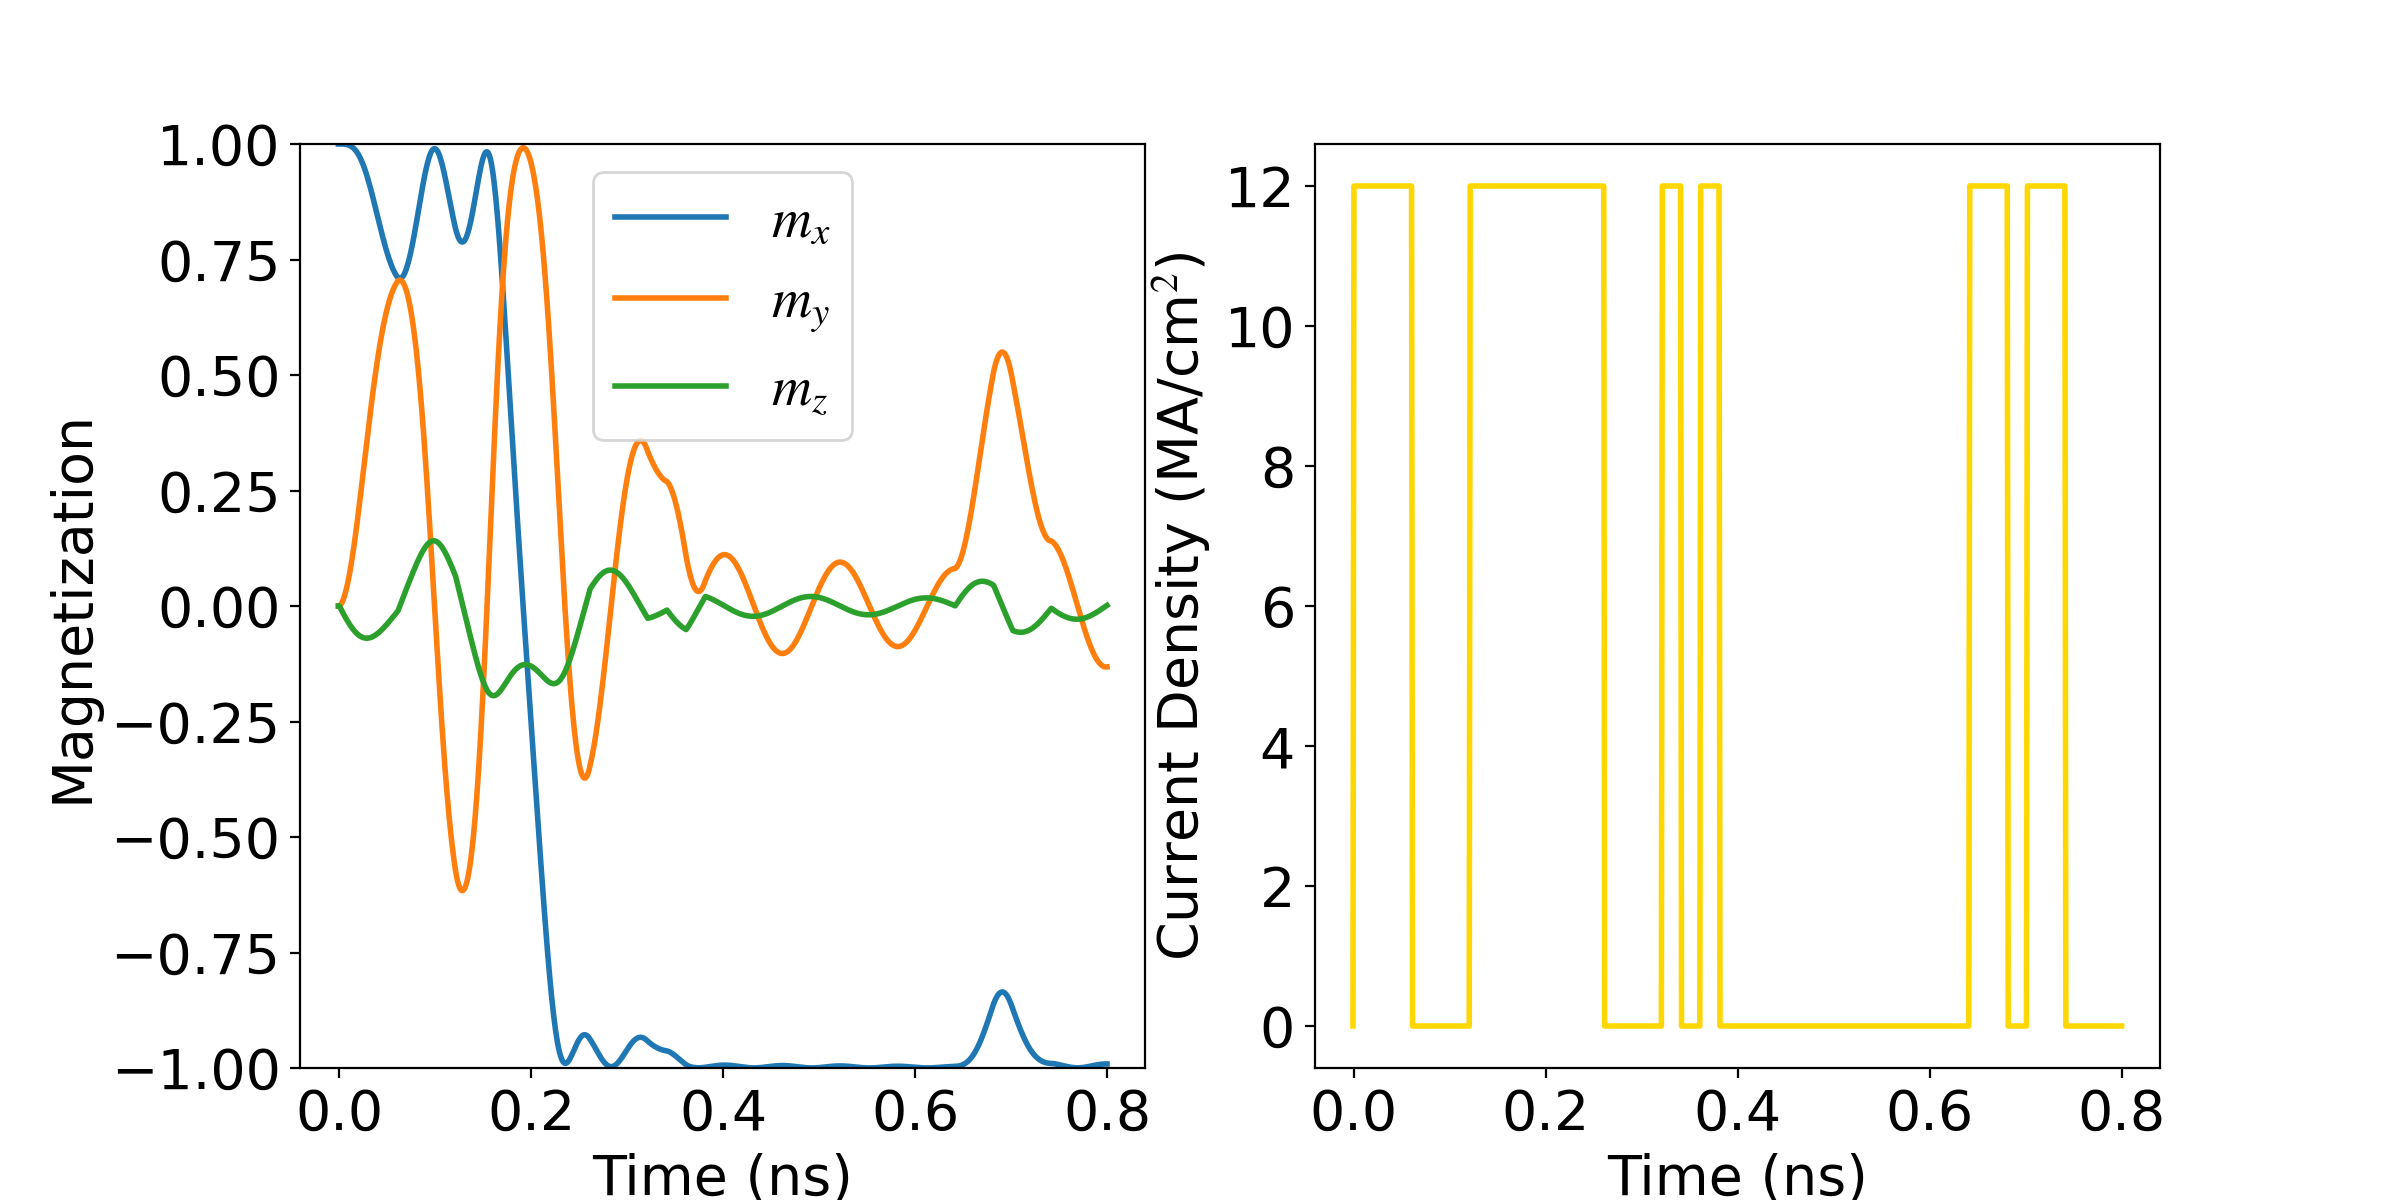 Magnetization
1.00
0.75
0.50
0.25
0.00
−0.25
−0.50
−0.75
−1.00
0.0 0.2 0.4 0.6 0.8
Time (ns)
m_x
m_y
m_z
Current Density (MA/cm²)
12
10
8
6
4
2
0
0.0 0.2 0.4 0.6 0.8
Time (ns)